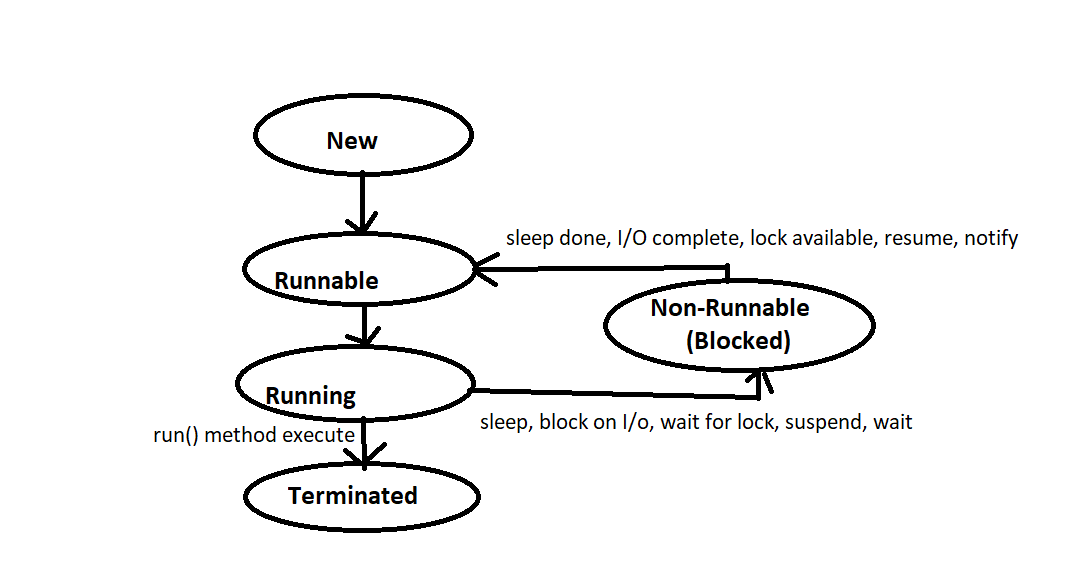 New
sleep done, I/O complete, lock available, resume, notify
Runnable
Non-Runnable
(Blocked)
Running
sleep, block on I/o, wait for lock, suspend, wait
run() method execute
Terminated